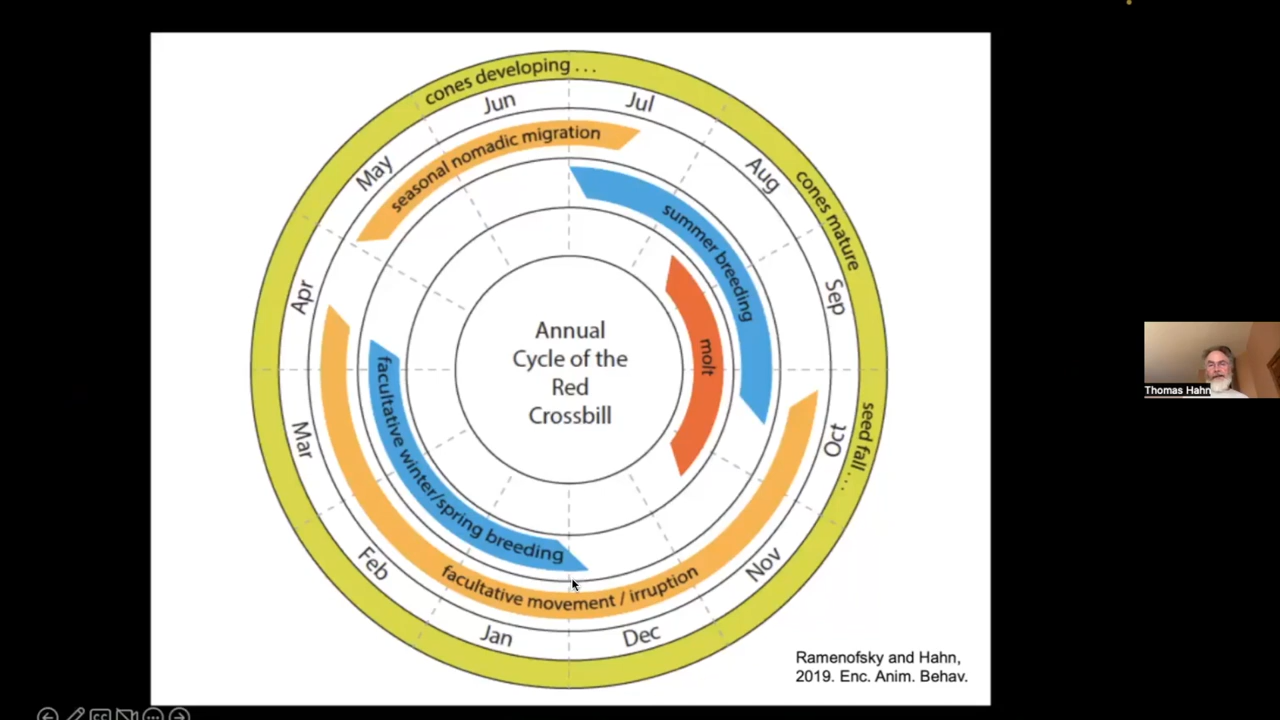 cones developing . . .
Jun
Jul
seasonal nomadic migration
May
Aug
cones mature
summer breeding
Apr
Sep
Annual
Cycle of the
Red
Crossbill
molt
facultative winter/spring breeding
Mar
Oct
seed fall . . .
Feb
Nov
facultative movement / irruption
Jan
Dec
Ramenofsky and Hahn,
2019. Enc. Anim. Behav.
Thomas Hahn
CC